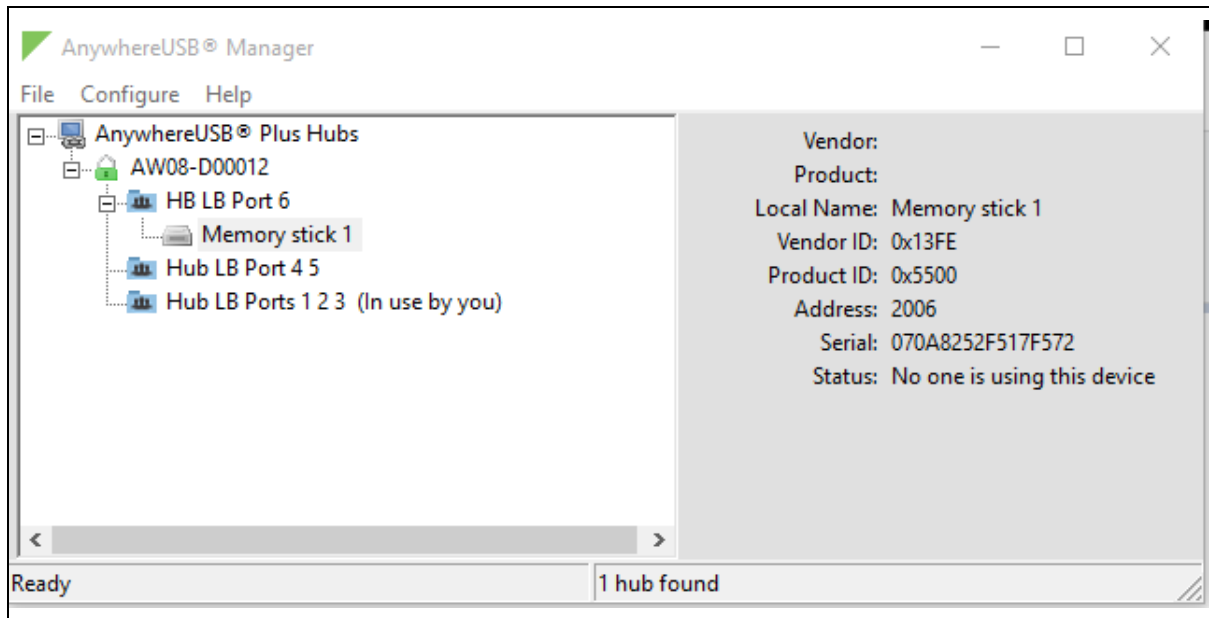 AnywhereUSB® Manager
File Configure Help
AnywhereUSB® Plus Hubs
AW08-D00012
HB LB Port 6
Memory stick 1
Hub LB Port 4 5
Hub LB Ports 1 2 3 (In use by you)
Vendor:
Product:
Local Name: Memory stick 1
Vendor ID: 0x13FE
Product ID: 0x5500
Address: 2006
Serial: 070A8252F517F572
Status: No one is using this device
Ready
1 hub found